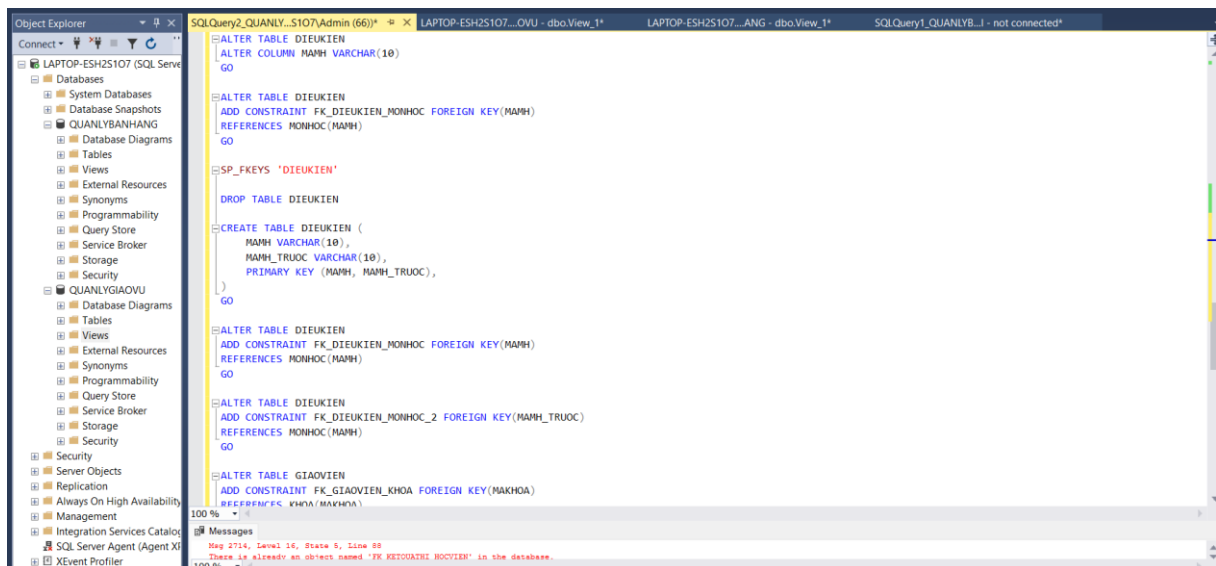 Object Explorer
SQLQuery2_QUANLY...S1O7\Admin (66))*
LAPTOP-ESH2S1O7....OVU - dbo.View_1*
LAPTOP-ESH2S1O7....ANG - dbo.View_1*
SQLQuery1_QUANLYB...I - not connected*
Connect
LAPTOP-ESH2S1O7 (SQL Serve
Databases
System Databases
Database Snapshots
QUANLYBANHANG
Database Diagrams
Tables
Views
External Resources
Synonyms
Programmability
Query Store
Service Broker
Storage
Security
QUANLYGIAOVU
Database Diagrams
Tables
Views
External Resources
Synonyms
Programmability
Query Store
Service Broker
Storage
Security
Security
Server Objects
Replication
Always On High Availability
Management
Integration Services Catalog
SQL Server Agent (Agent XP
XEvent Profiler
ALTER TABLE DIEUKIEN
ALTER COLUMN MAMH VARCHAR(10)
GO
ALTER TABLE DIEUKIEN
ADD CONSTRAINT FK_DIEUKIEN_MONHOC FOREIGN KEY(MAMH)
REFERENCES MONHOC(MAMH)
GO
SP_FKEYS 'DIEUKIEN'
DROP TABLE DIEUKIEN
CREATE TABLE DIEUKIEN (
MAMH VARCHAR(10),
MAMH_TRUOC VARCHAR(10),
PRIMARY KEY (MAMH, MAMH_TRUOC),
)
GO
ALTER TABLE DIEUKIEN
ADD CONSTRAINT FK_DIEUKIEN_MONHOC FOREIGN KEY(MAMH)
REFERENCES MONHOC(MAMH)
GO
ALTER TABLE DIEUKIEN
ADD CONSTRAINT FK_DIEUKIEN_MONHOC_2 FOREIGN KEY(MAMH_TRUOC)
REFERENCES MONHOC(MAMH)
GO
ALTER TABLE GIAOVIEN
ADD CONSTRAINT FK_GIAOVIEN_KHOA FOREIGN KEY(MAKHOA)
REFERENCES KHOA(MAKHOA)
100 %
Messages
Msg 2714, Level 16, State 5, Line 88
There is already an object named 'FK_KETQUATHI_HOCVIEN' in the database.
100 %